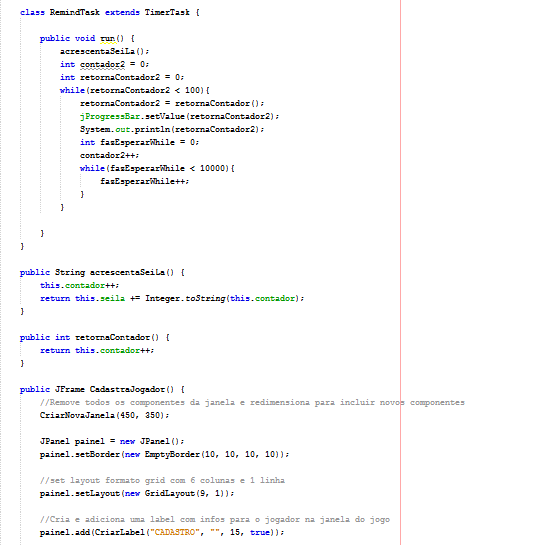 class RemindTask extends TimerTask {
public void run() {
acrescentaSeiLa();
int contador2 = 0;
int retornaContador2 = 0;
while(retornaContador2 < 100){
retornaContador2 = retornaContador();
jProgressBar.setValue(retornaContador2);
System.out.println(retornaContador2);
int fazEsperarWhile = 0;
contador2++;
while(fazEsperarWhile < 10000){
fazEsperarWhile++;
}
}
}
}
public String acrescentaSeiLa() {
this.contador++;
return this.seila += Integer.toString(this.contador);
}
public int retornaContador() {
return this.contador++;
}
public JFrame CadastraJogador() {
//Remove todos os componentes da janela e redimensiona para incluir novos componentes
CriarNovaJanela(450, 350);
JPanel painel = new JPanel();
painel.setBorder(new EmptyBorder(10, 10, 10, 10));
//set layout formato grid com 6 colunas e 1 linha
painel.setLayout(new GridLayout(9, 1));
//Cria e adiciona uma label com infos para o jogador na janela do jogo
painel.add(CriarLabel("CADASTRO", "", 15, true));